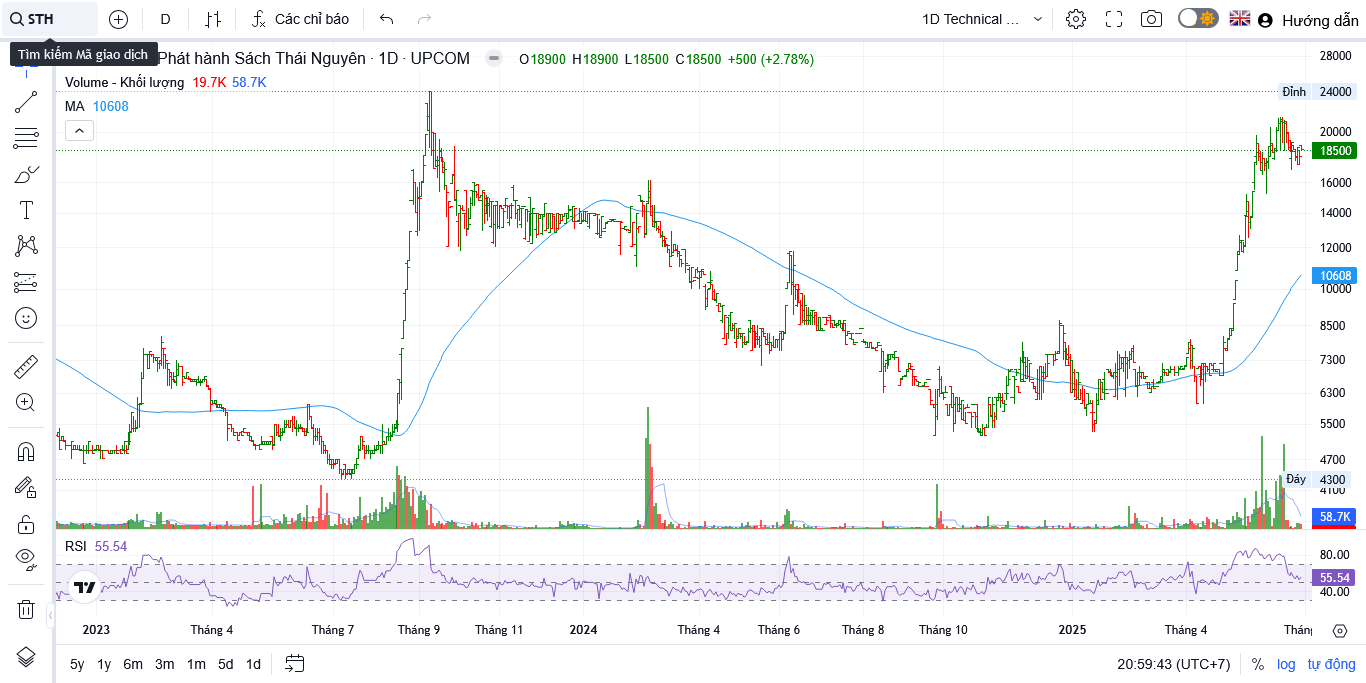 STH D Các chỉ báo 1D Technical ... Hướng dẫn
Tìm kiếm Mã giao dịch
Phát hành Sách Thái Nguyên · 1D · UPCOM O18900 H18900 L18500 C18500 +500 (+2.78%)
Volume - Khối lượng 19.7K 58.7K
MA 10608
28000
Đỉnh 24000
20000
18500
16000
14000
12000
10608
10000
8500
7300
6300
5500
4700
Đáy 4300
4100
58.7K
RSI 55.54
80.00
55.54
40.00
2023 Tháng 4 Tháng 7 Tháng 9 Tháng 11 2024 Tháng 4 Tháng 6 Tháng 8 Tháng 10 2025 Tháng 4 Thán
5y 1y 6m 3m 1m 5d 1d 20:59:43 (UTC+7) % log tự động